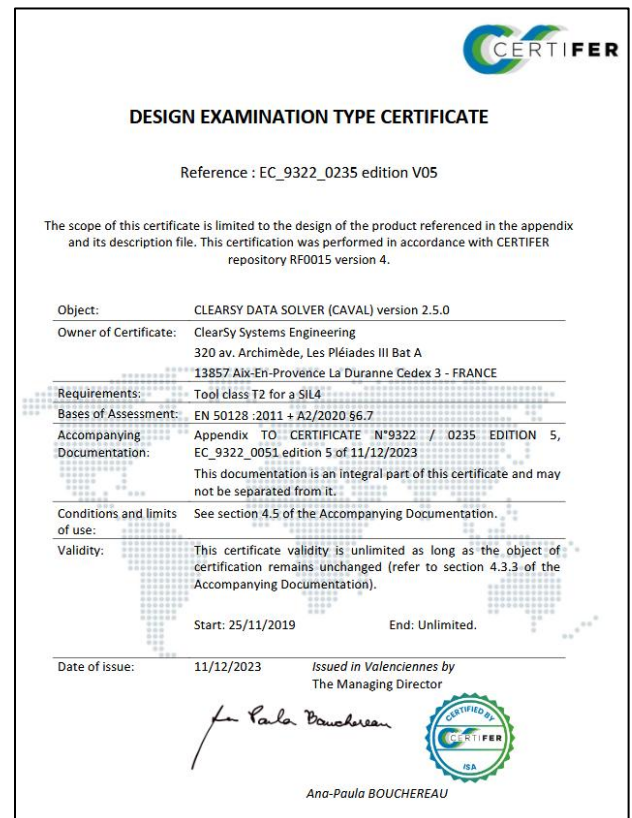 CERTIFER
DESIGN EXAMINATION TYPE CERTIFICATE
Reference : EC_9322_0235 edition V05
The scope of this certificate is limited to the design of the product referenced in the appendix
and its description file. This certification was performed in accordance with CERTIFER
repository RF0015 version 4.
Object: CLEARSY DATA SOLVER (CAVAL) version 2.5.0
Owner of Certificate: ClearSy Systems Engineering
320 av. Archimède, Les Pléiades III Bat A
13857 Aix-En-Provence La Duranne Cedex 3 - FRANCE
Requirements: Tool class T2 for a SIL4
Bases of Assessment: EN 50128 :2011 + A2/2020 §6.7
Accompanying Appendix TO CERTIFICATE N°9322 / 0235 EDITION 5,
Documentation: EC_9322_0051 edition 5 of 11/12/2023
This documentation is an integral part of this certificate and may
not be separated from it.
Conditions and limits See section 4.5 of the Accompanying Documentation.
of use:
Validity: This certificate validity is unlimited as long as the object of
certification remains unchanged (refer to section 4.3.3 of the
Accompanying Documentation).
Start: 25/11/2019 End: Unlimited.
Date of issue: 11/12/2023 Issued in Valenciennes by
The Managing Director
Paula Bouchereau
CERTIFIED BY
CERTIFER
ISA
Ana-Paula BOUCHEREAU